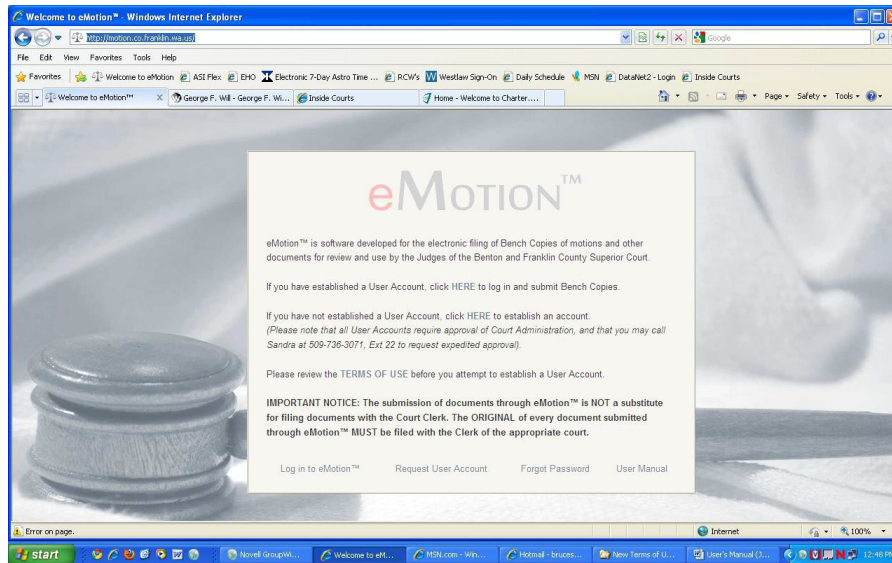 Welcome to eMotion™ - Windows Internet Explorer
http://motion.co.franklin.wa.us/
Google
File Edit View Favorites Tools Help
Favorites Welcome to eMotion ASI Flex EHO Electronic 7-Day Astro Time ... RCW's Westlaw Sign-On Daily Schedule MSN DataNet2 - Login Inside Courts
Welcome to eMotion™ X George F. Will - George F. Wi... Inside Courts Home - Welcome to Charter.... Page Safety Tools
eMOTION™
eMotion™ is software developed for the electronic filing of Bench Copies of motions and other
documents for review and use by the Judges of the Benton and Franklin County Superior Court.
If you have established a User Account, click HERE to log in and submit Bench Copies.
If you have not established a User Account, click HERE to establish an account.
(Please note that all User Accounts require approval of Court Administration, and that you may call
Sandra at 509-736-3071, Ext 22 to request expedited approval).
Please review the TERMS OF USE before you attempt to establish a User Account.
IMPORTANT NOTICE: The submission of documents through eMotion™ is NOT a substitute
for filing documents with the Court Clerk. The ORIGINAL of every document submitted
through eMotion™ MUST be filed with the Clerk of the appropriate court.
Log in to eMotion™ Request User Account Forgot Password User Manual
Error on page. Internet 100%
start Novell GroupWi... Welcome to eM... MSN.com - Win... Hotmail - bruces... New Terms of U... User's Manual (J... 12:48 PM